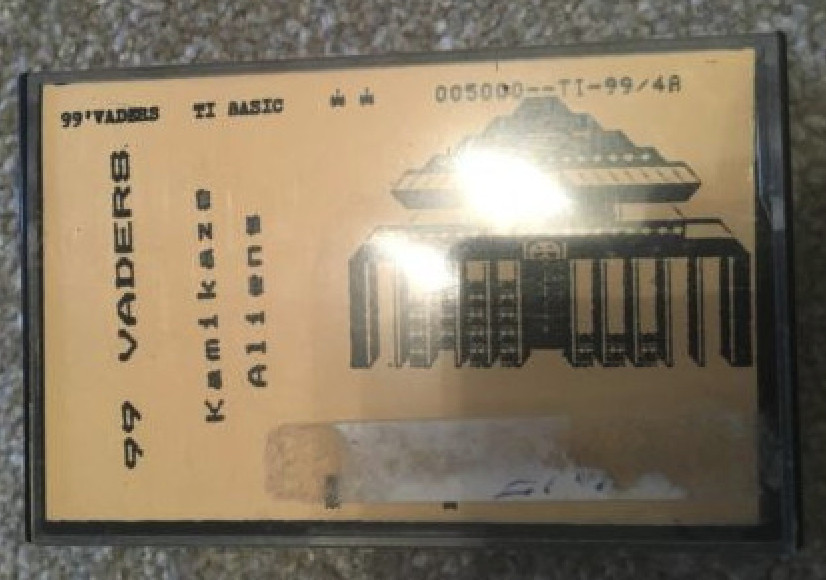 99'VADERS TI BASIC
005000--TI-99/4A
99 VADERS
Kamikaze
Aliens